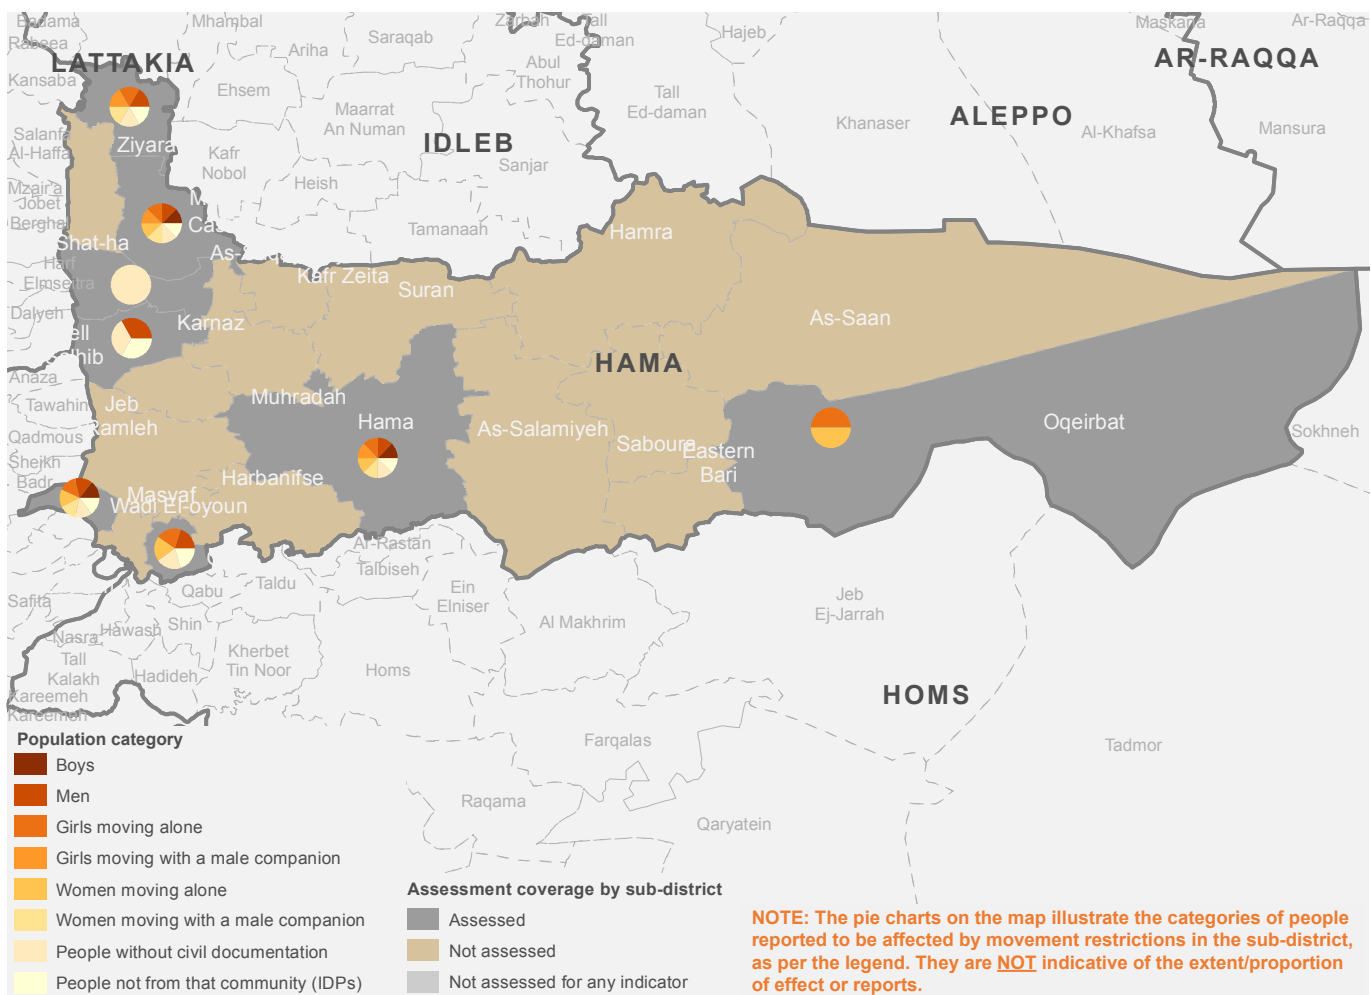 Badama
Mhambal
Zarbah
Tall
Ed-daman
Hajeb
Maskana
Ar-Raqqa
Rabeea
Ariha
Saraqab
LATTAKIA
Abul
Thohur
AR-RAQQA
Kansaba
Ehsem
Maarrat
An Numan
Tall
Ed-daman
Khanaser
ALEPPO
Al-Khafsa
Mansura
Salanfa
Al-Haffa
Ziyara
IDLEB
Kafr
Nobol
Heish
Sanjar
Mzair'a
Jobet
Berghal
Tamanaah
Hamra
Shat-ha
Harf
Elmseitra
Kafr Zeita
Suran
Dalyeh
Karnaz
As-Saan
HAMA
Anaza
Tawahin
Jeb
Ramleh
Muhradah
Hama
As-Salamiyeh
Saboura
Eastern
Bari
Oqeirbat
Sokhneh
Qadmous
Sheikh
Badr
Masyaf
Wadi El-oyoun
Harbanifse
Ar-Rastan
Talbiseh
Safita
Qabu
Taldu
Ein
Elniser
Al Makhrim
Jeb
Ej-Jarrah
Nasra
Hawash
Shin
Tall
Kalakh
Hadideh
Kherbet
Tin Noor
Homs
HOMS
Kareemeh
Kareemeh
Farqalas
Tadmor
Raqama
Qaryatein
Population category
Boys
Men
Girls moving alone
Girls moving with a male companion
Women moving alone
Women moving with a male companion
People without civil documentation
People not from that community (IDPs)
Assessment coverage by sub-district
Assessed
Not assessed
Not assessed for any indicator
NOTE: The pie charts on the map illustrate the categories of people
reported to be affected by movement restrictions in the sub-district,
as per the legend. They are NOT indicative of the extent/proportion
of effect or reports.